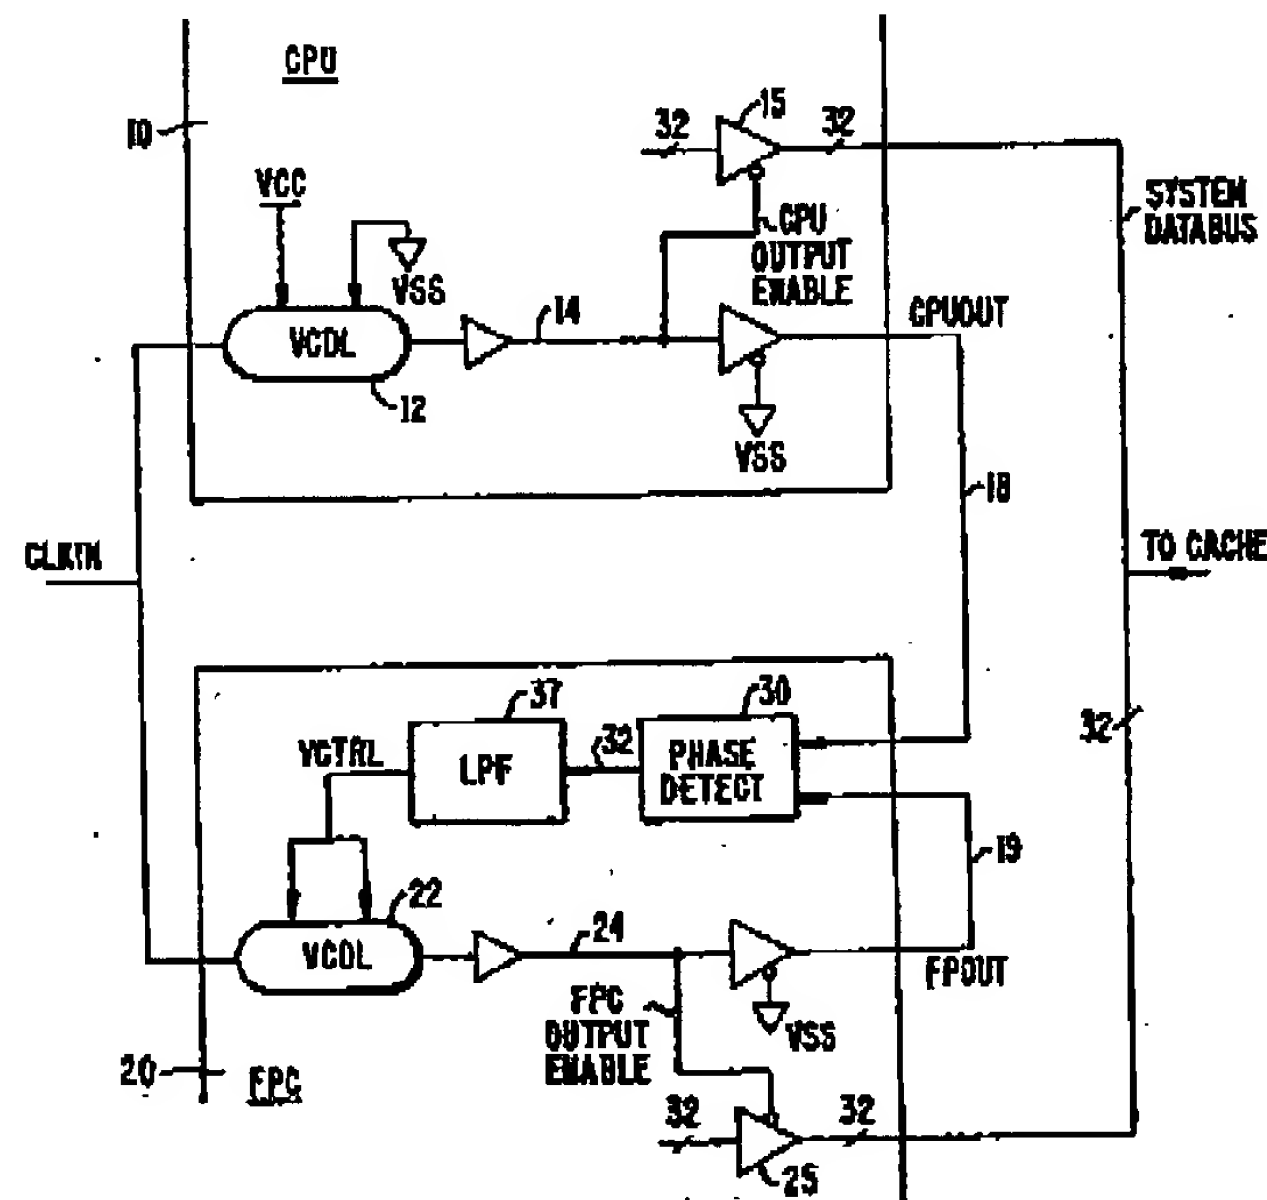 CPU
10
15
32
32
VCC
VSS
SYSTEM
DATABUS
CPU
OUTPUT
ENABLE
14
CPUOUT
VCDL
12
VSS
18
CLKIN
TO CACHE
37
30
32
VCTRL
LPF
PHASE
DETECT
32
19
22
24
VCDL
FPOUT
FPC
OUTPUT
ENABLE
VSS
20
FPC
32
32
25